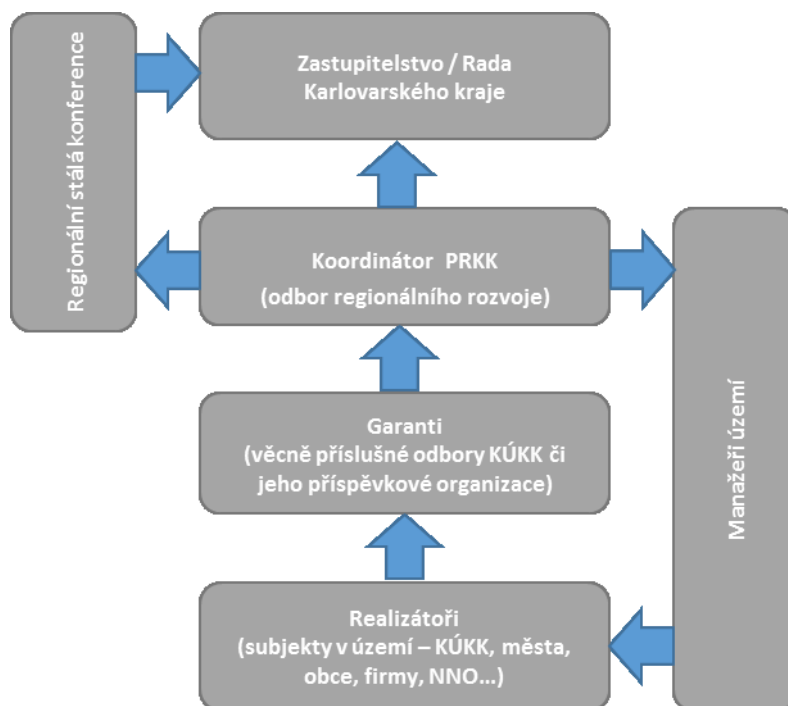 Regionální stálá konference
Zastupitelstvo / Rada
Karlovarského kraje
Koordinátor PRKK
(odbor regionálního rozvoje)
Garanti
(věcně příslušné odbory KÚKK či
jeho příspěvkové organizace)
Manažeři území
Realizátoři
(subjekty v území – KÚKK, města,
obce, firmy, NNO...)